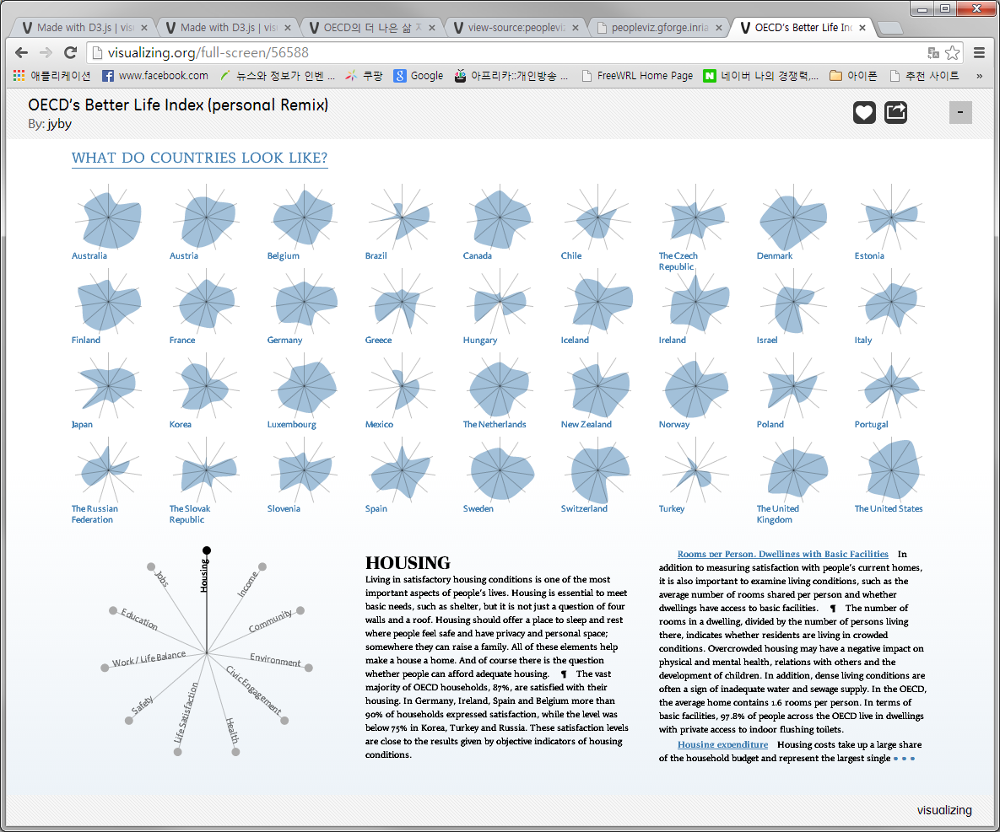 Made with D3.js | visu
Made with D3.js | visu
OECD의 더 나은 삶 지
view-source:peopleviz
peopleviz.gforge.inria
OECD's Better Life Ind
visualizing.org/full-screen/56588
애플리케이션
www.facebook.com
뉴스와 정보가 인벤 ...
쿠팡
Google
아프리카::개인방송 ...
FreeWRL Home Page
네이버 나의 경쟁력,...
아이폰
추천 사이트
»
OECD's Better Life Index (personal Remix)
By: jyby
-
WHAT DO COUNTRIES LOOK LIKE?
Australia
Austria
Belgium
Brazil
Canada
Chile
The Czech
Republic
Denmark
Estonia
Finland
France
Germany
Greece
Hungary
Iceland
Ireland
Israel
Italy
Japan
Korea
Luxembourg
Mexico
The Netherlands
New Zealand
Norway
Poland
Portugal
The Russian
Federation
The Slovak
Republic
Slovenia
Spain
Sweden
Switzerland
Turkey
The United
Kingdom
The United States
Housing
Income
Community
Environment
Civic Engagement
Health
Life Satisfaction
Safety
Work / Life Balance
Education
Jobs
HOUSING
Living in satisfactory housing conditions is one of the most
important aspects of people's lives. Housing is essential to meet
basic needs, such as shelter, but it is not just a question of four
walls and a roof. Housing should offer a place to sleep and rest
where people feel safe and have privacy and personal space;
somewhere they can raise a family. All of these elements help
make a house a home. And of course there is the question
whether people can afford adequate housing. ¶ The vast
majority of OECD households, 87%, are satisfied with their
housing. In Germany, Ireland, Spain and Belgium more than
90% of households expressed satisfaction, while the level was
below 75% in Korea, Turkey and Russia. These satisfaction levels
are close to the results given by objective indicators of housing
conditions.
Rooms per Person. Dwellings with Basic Facilities In
addition to measuring satisfaction with people's current homes,
it is also important to examine living conditions, such as the
average number of rooms shared per person and whether
dwellings have access to basic facilities. ¶ The number of
rooms in a dwelling, divided by the number of persons living
there, indicates whether residents are living in crowded
conditions. Overcrowded housing may have a negative impact on
physical and mental health, relations with others and the
development of children. In addition, dense living conditions are
often a sign of inadequate water and sewage supply. In the OECD,
the average home contains 1.6 rooms per person. In terms of
basic facilities, 97.8% of people across the OECD live in dwellings
with private access to indoor flushing toilets.
Housing expenditure Housing costs take up a large share
of the household budget and represent the largest single • • •
visualizing